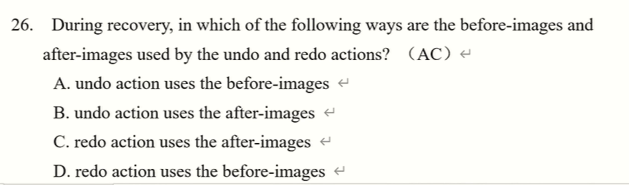 26. During recovery, in which of the following ways are the before-images and
after-images used by the undo and redo actions? （AC）↵
A. undo action uses the before-images ↵
B. undo action uses the after-images ↵
C. redo action uses the after-images ↵
D. redo action uses the before-images ↵